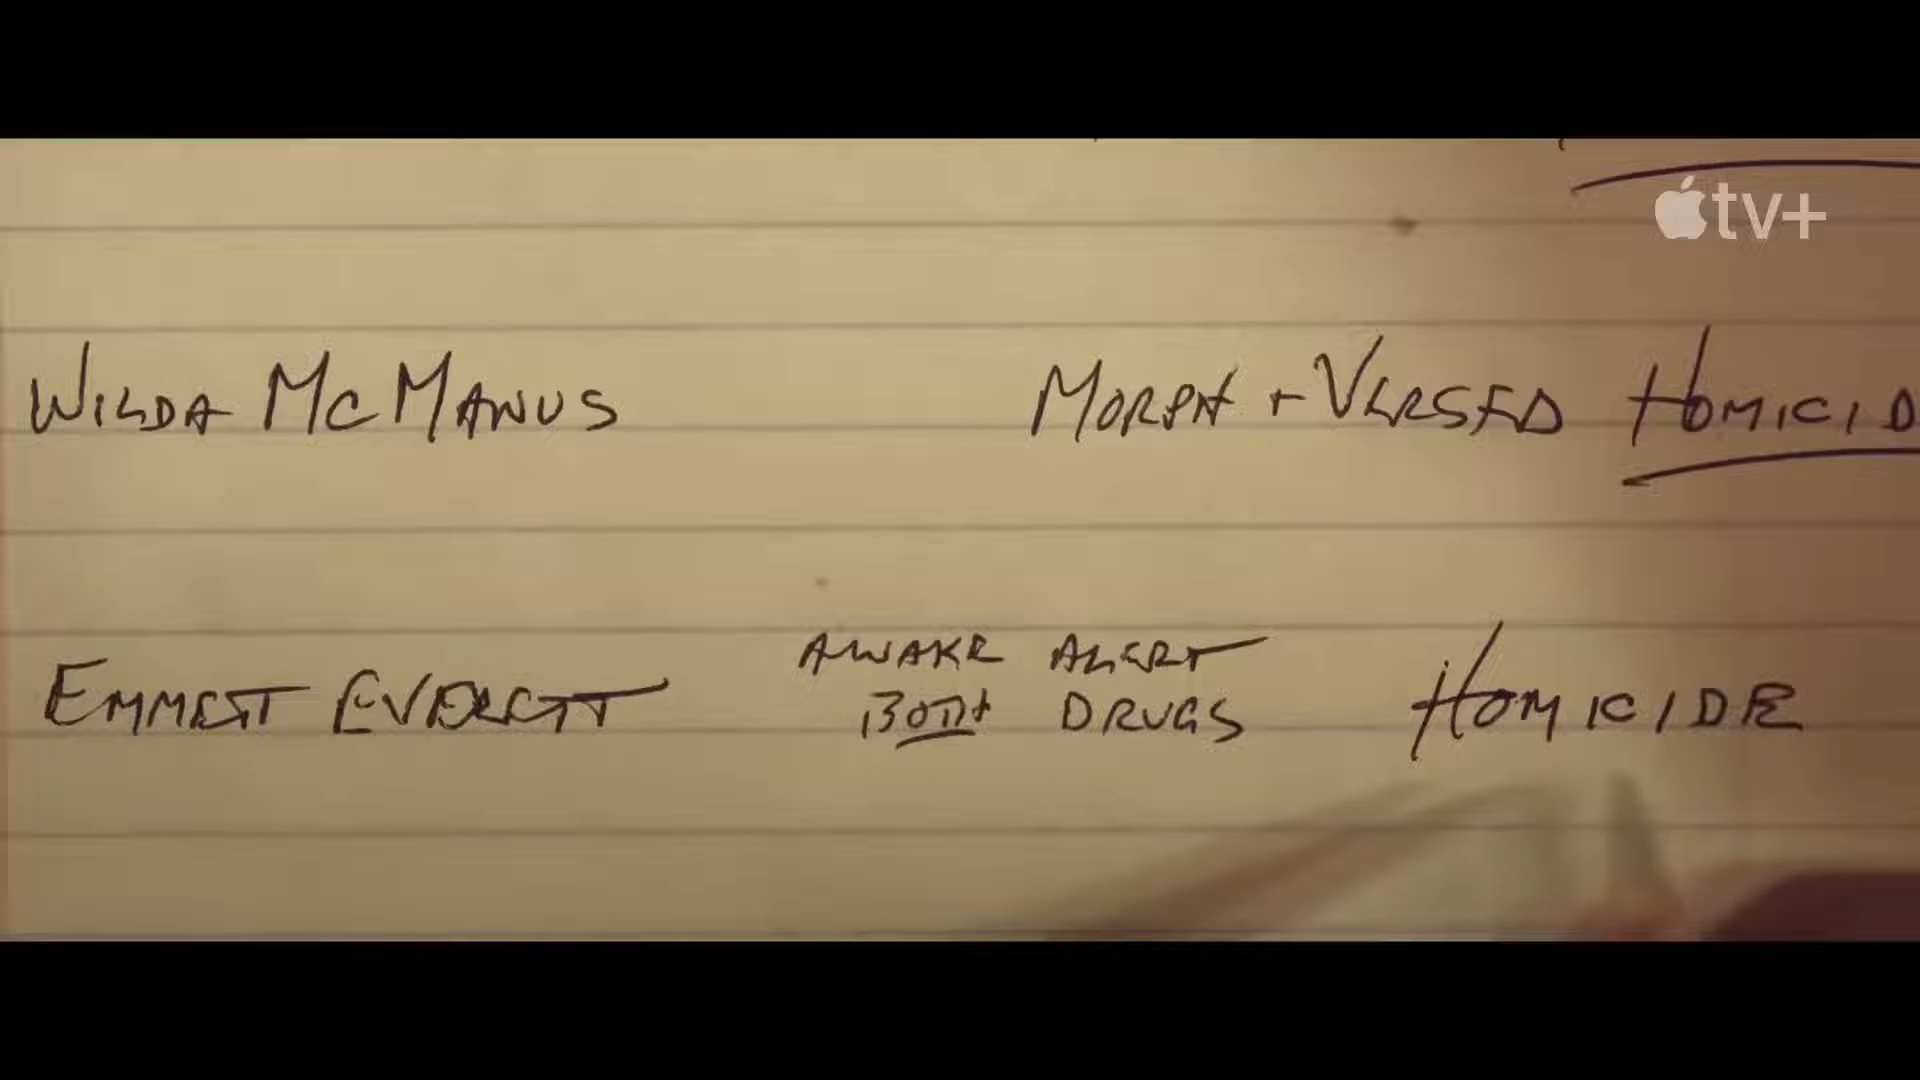 tv+
WILDA MCMANUS MORPH + VERSED HOMICID
AWAKE ALERT
EMMETT EVERETT BOTH DRUGS HOMICIDE